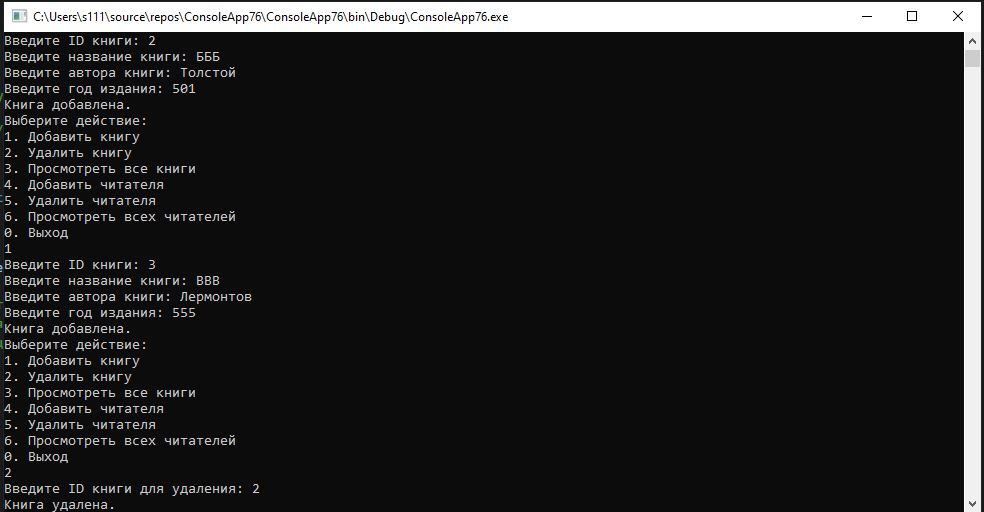 C:\Users\s111\source\repos\ConsoleApp76\ConsoleApp76\bin\Debug\ConsoleApp76.exe
Введите ID книги: 2
Введите название книги: БББ
Введите автора книги: Толстой
Введите год издания: 501
Книга добавлена.
Выберите действие:
1. Добавить книгу
2. Удалить книгу
3. Просмотреть все книги
4. Добавить читателя
5. Удалить читателя
6. Просмотреть всех читателей
0. Выход
1
Введите ID книги: 3
Введите название книги: ВВВ
Введите автора книги: Лермонтов
Введите год издания: 555
Книга добавлена.
Выберите действие:
1. Добавить книгу
2. Удалить книгу
3. Просмотреть все книги
4. Добавить читателя
5. Удалить читателя
6. Просмотреть всех читателей
0. Выход
2
Введите ID книги для удаления: 2
Книга удалена.